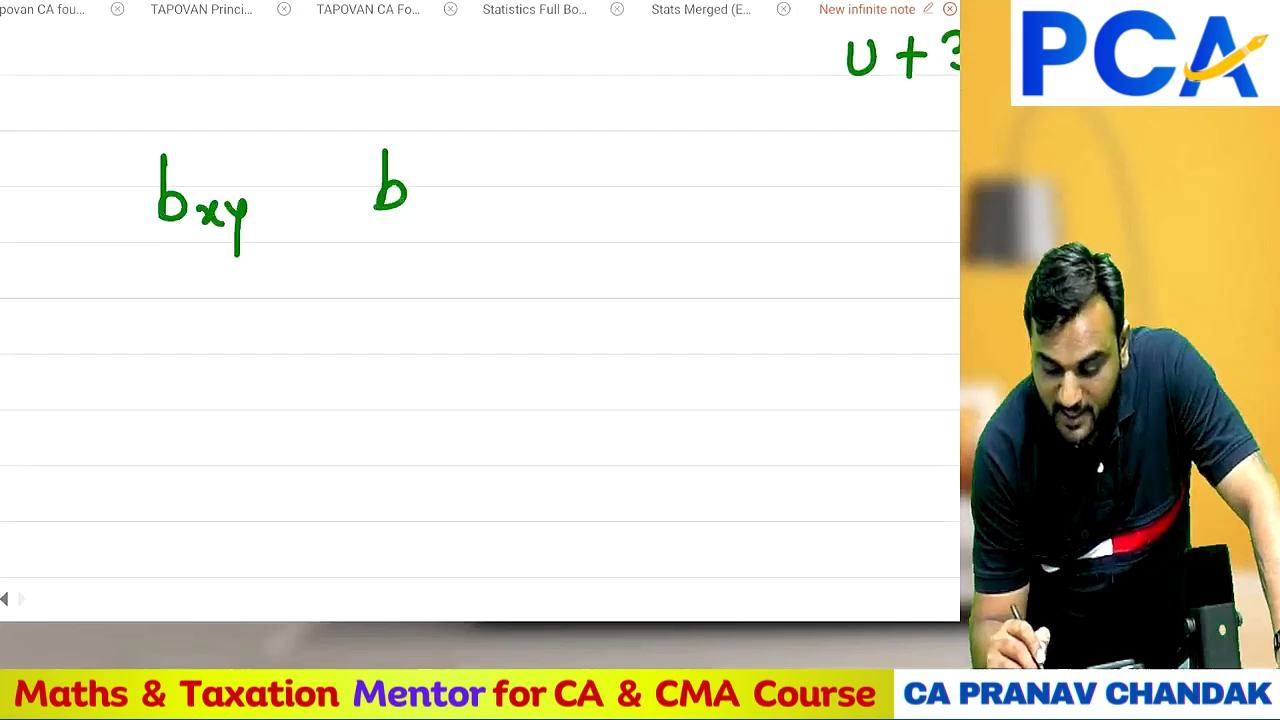 povan CA fou... TAPOVAN Princi... TAPOVAN CA Fo... Statistics Full Bo... Stats Merged (E... New infinite note
PCA
u + 3
bxy b
Maths & Taxation Mentor for CA & CMA Course CA PRANAV CHANDAK